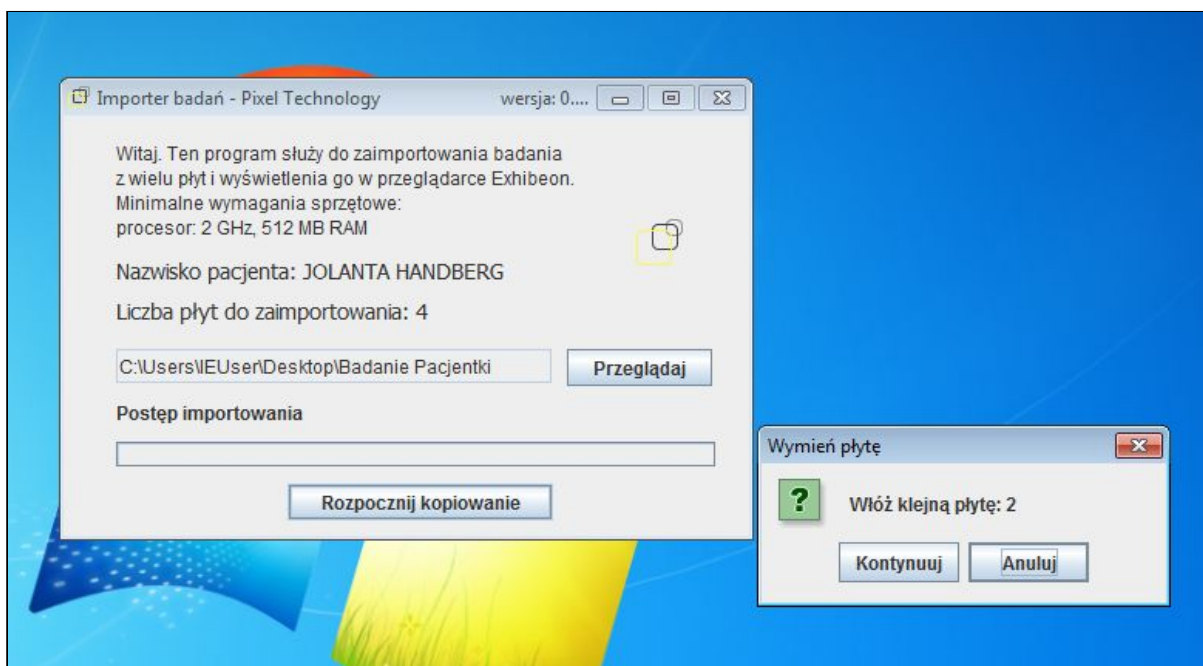 Importer badań - Pixel Technology wersja: 0....
Witaj. Ten program służy do zaimportowania badania
z wielu płyt i wyświetlenia go w przeglądarce Exhibeon.
Minimalne wymagania sprzętowe:
procesor: 2 GHz, 512 MB RAM
Nazwisko pacjenta: JOLANTA HANDBERG
Liczba płyt do zaimportowania: 4
C:\Users\IEUser\Desktop\Badanie Pacjentki Przeglądaj
Postęp importowania
Rozpocznij kopiowanie
Wymień płytę
? Włóż klejną płytę: 2
Kontynuuj Anuluj